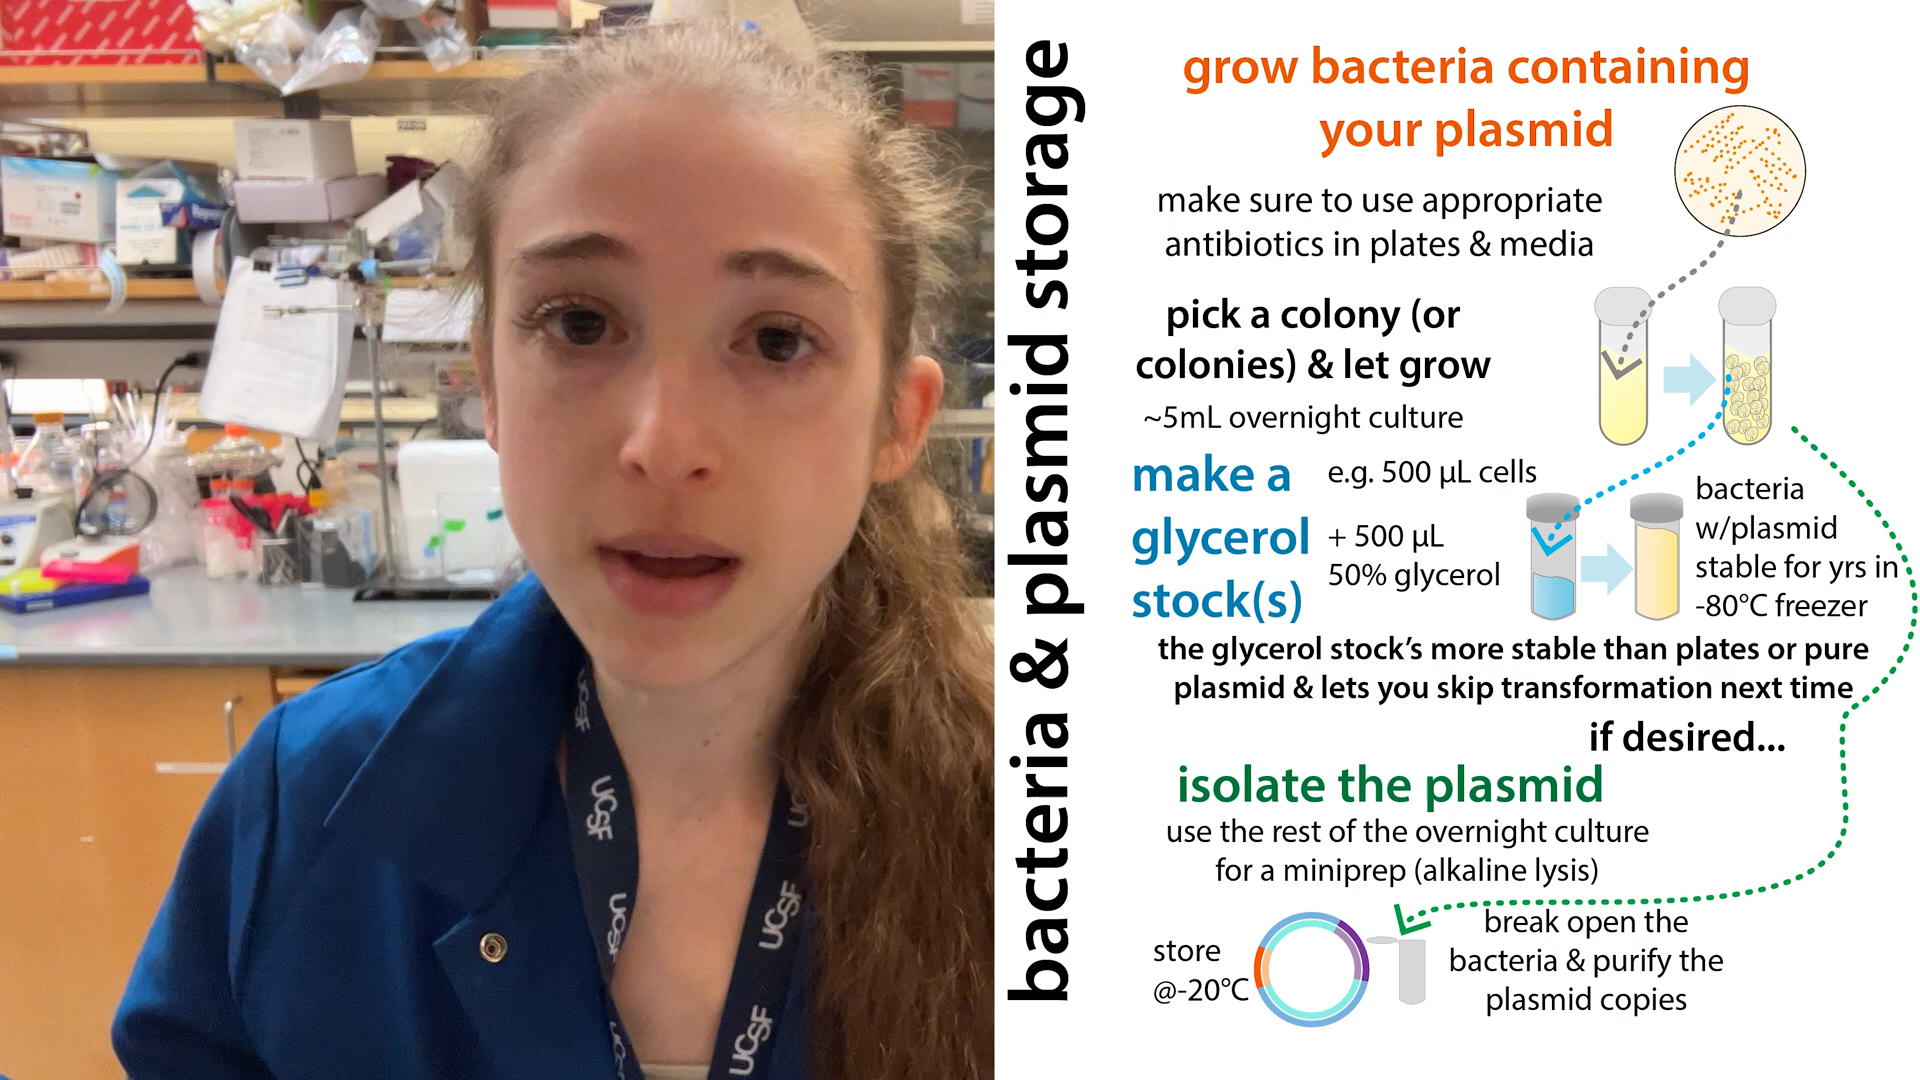 bacteria & plasmid storage
grow bacteria containing
your plasmid
make sure to use appropriate
antibiotics in plates & media
pick a colony (or
colonies) & let grow
~5mL overnight culture
make a
glycerol
stock(s)
e.g. 500 µL cells
+ 500 µL
50% glycerol
bacteria
w/plasmid
stable for yrs in
-80°C freezer
the glycerol stock's more stable than plates or pure
plasmid & lets you skip transformation next time
if desired...
isolate the plasmid
use the rest of the overnight culture
for a miniprep (alkaline lysis)
store
@-20°C
break open the
bacteria & purify the
plasmid copies
UCSF
UCSF
UCSF
UCSF
UCSF